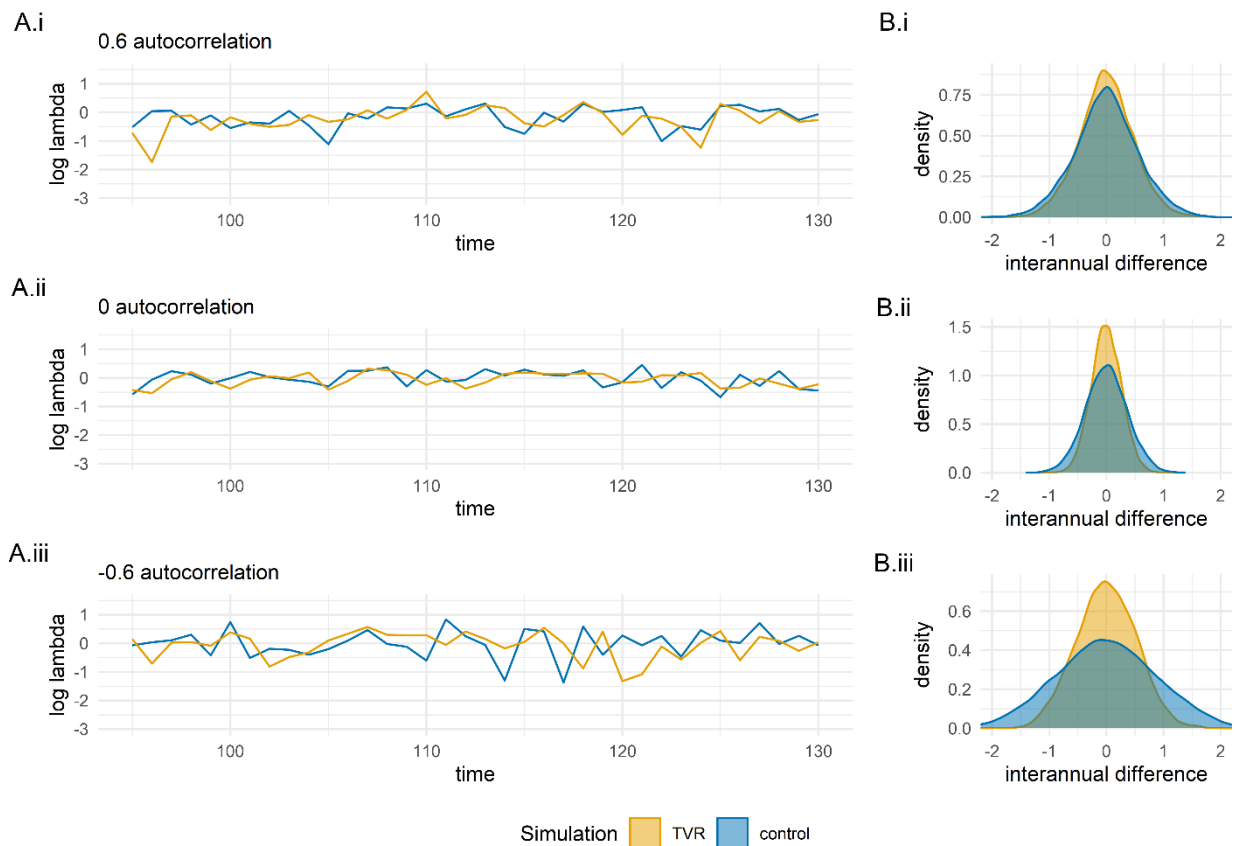 A.i
0.6 autocorrelation
log lambda
1
0
-1
-2
-3
100
110
120
130
time
B.i
density
0.75
0.50
0.25
0.00
-2
-1
0
1
2
interannual difference
A.ii
0 autocorrelation
log lambda
1
0
-1
-2
-3
100
110
120
130
time
B.ii
density
1.5
1.0
0.5
0.0
-2
-1
0
1
2
interannual difference
A.iii
-0.6 autocorrelation
log lambda
1
0
-1
-2
-3
100
110
120
130
time
B.iii
density
0.6
0.4
0.2
0.0
-2
-1
0
1
2
interannual difference
Simulation TVR control